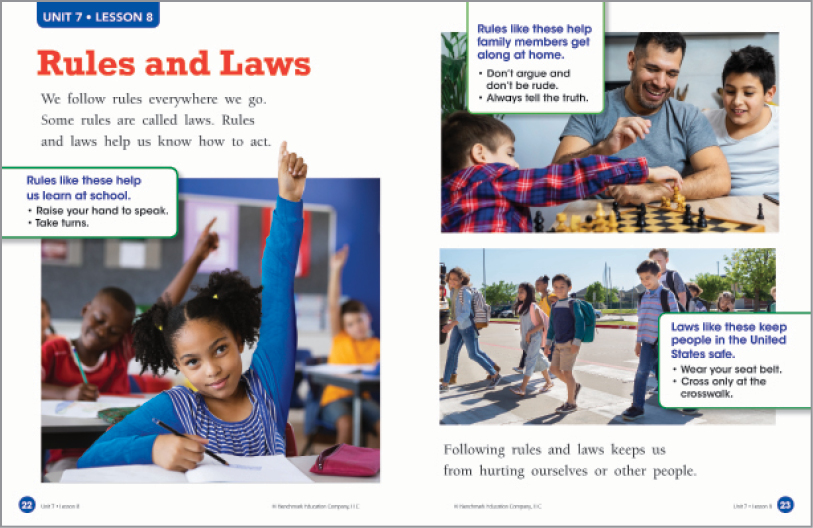 UNIT 7 • LESSON 8
Rules and Laws
We follow rules everywhere we go.
Some rules are called laws. Rules
and laws help us know how to act.
Rules like these help
us learn at school.
• Raise your hand to speak.
• Take turns.
22
Unit 7 • Lesson 8
© Benchmark Education Company, LLC
Rules like these help
family members get
along at home.
• Don't argue and
don't be rude.
• Always tell the truth.
Laws like these keep
people in the United
States safe.
• Wear your seat belt.
• Cross only at the
crosswalk.
Following rules and laws keeps us
from hurting ourselves or other people.
© Benchmark Education Company, LLC
Unit 7 • Lesson 8
23